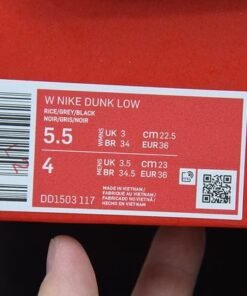 W NIKE DUNK LOW
RICE/GREY/BLACK
NOIR/GRIS/NOIR
5.5 WMNS UK 3 cm 22.5
BR 34 EUR 36
4 MENS UK 3.5 cm 23
BR 34.5 EUR 36
DD1503 117
MADE IN VIETNAM /
FABRIQUÉ AU VIETNAM /
FABRICADO EN VIETNAM /